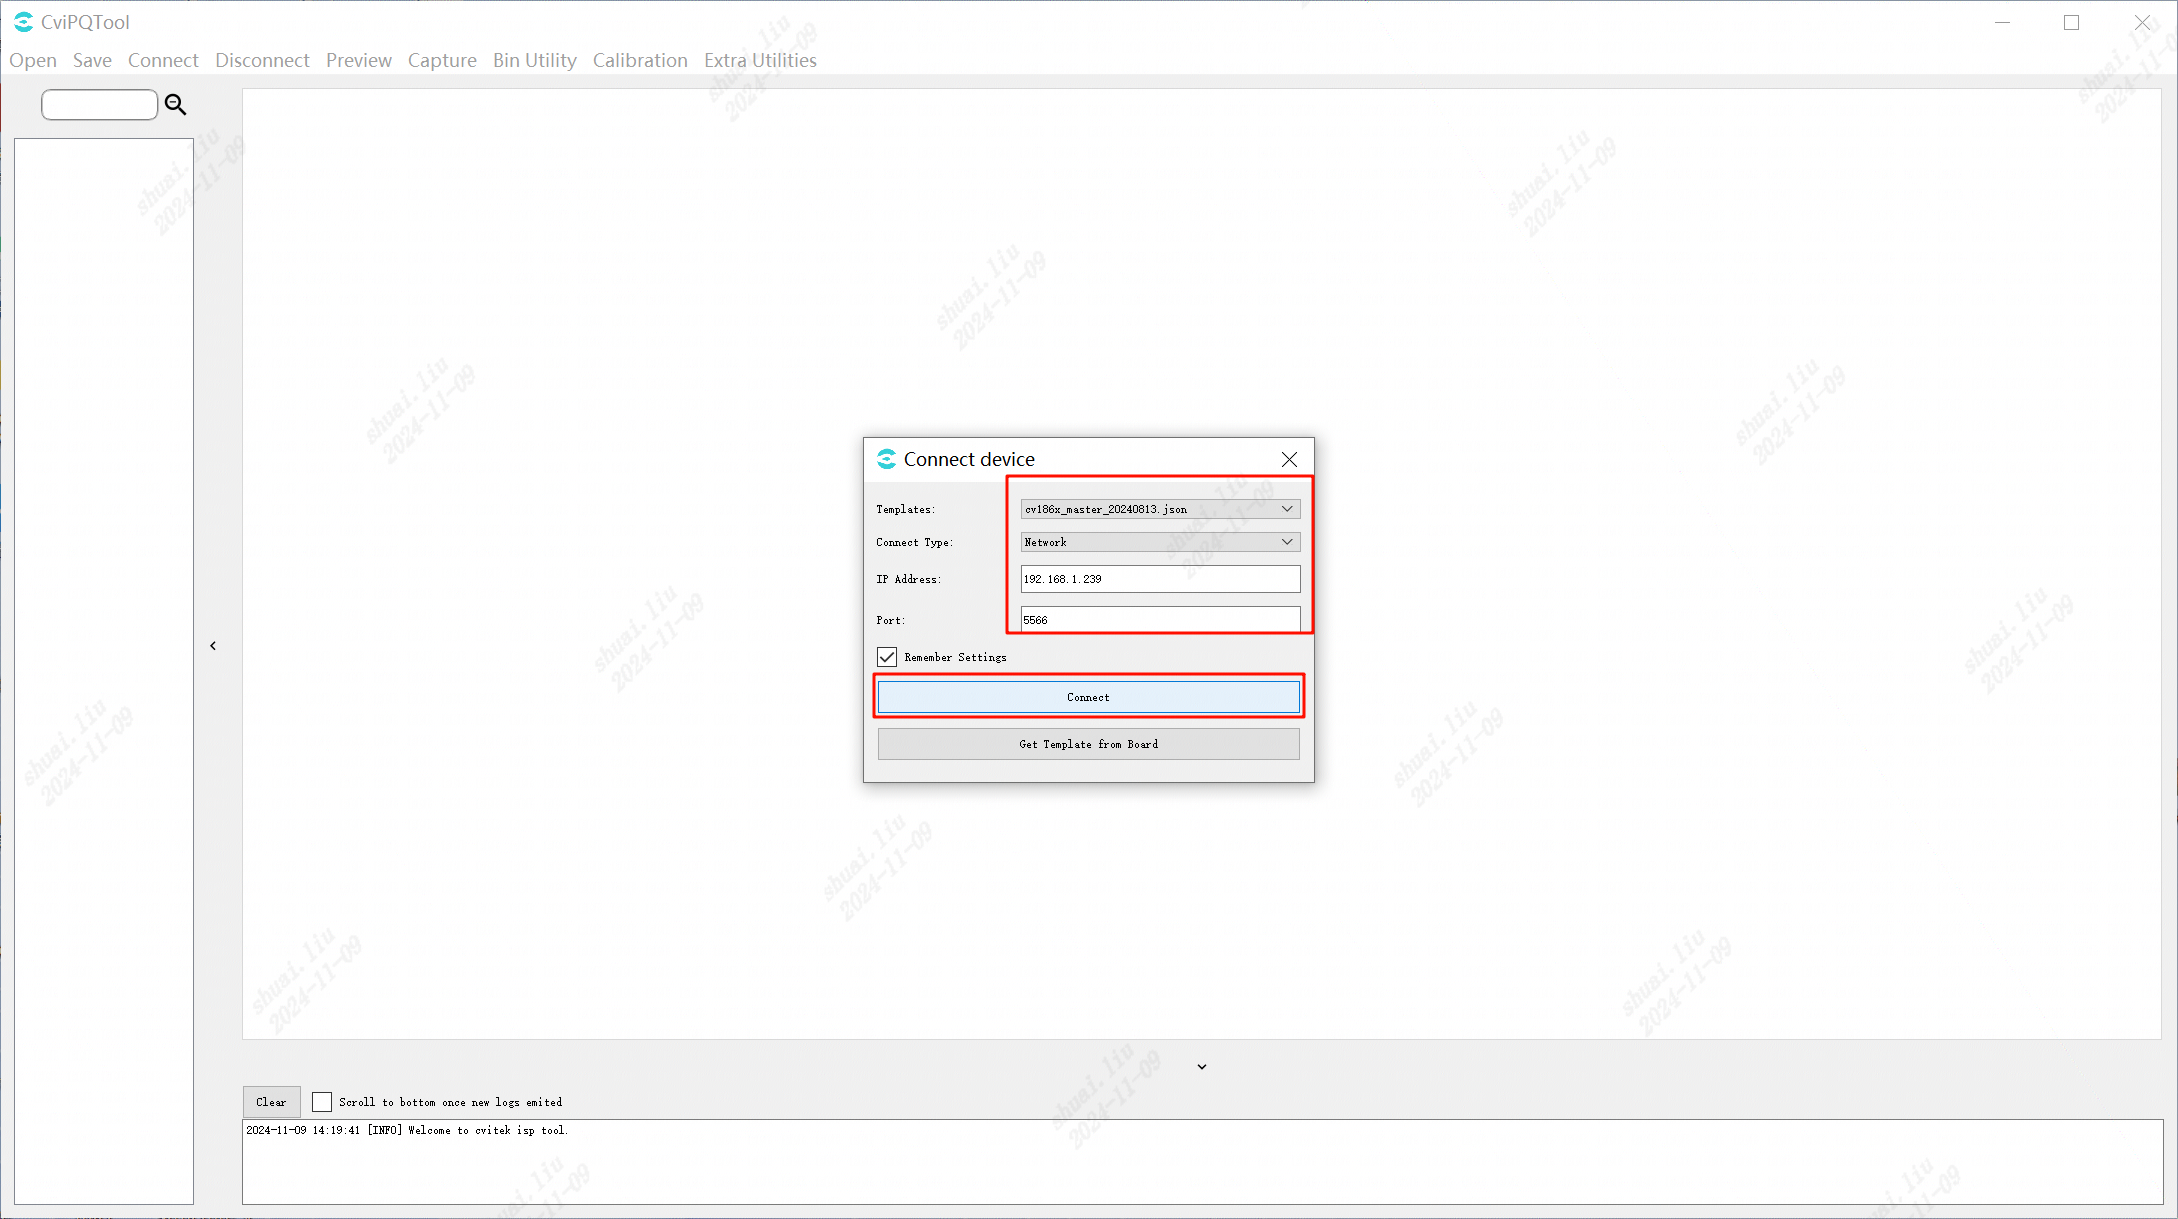 CviPQTool
Open Save Connect Disconnect Preview Capture Bin Utility Calibration Extra Utilities
Connect device
Templates: cv186x_master_20240813.json
Connect Type: Network
IP Address: 192.168.1.239
Port: 5566
Remember Settings
Connect
Get Template from Board
Clear Scroll to bottom once new logs emited
2024-11-09 14:19:41 [INFO] Welcome to cvitek isp tool.
shuai.liu
2024-11-09